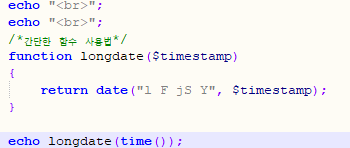 echo "<br>";
echo "<br>";
/*간단한 함수 사용법*/
function longdate($timestamp)
{
return date("l F jS Y", $timestamp);
}
echo longdate(time());